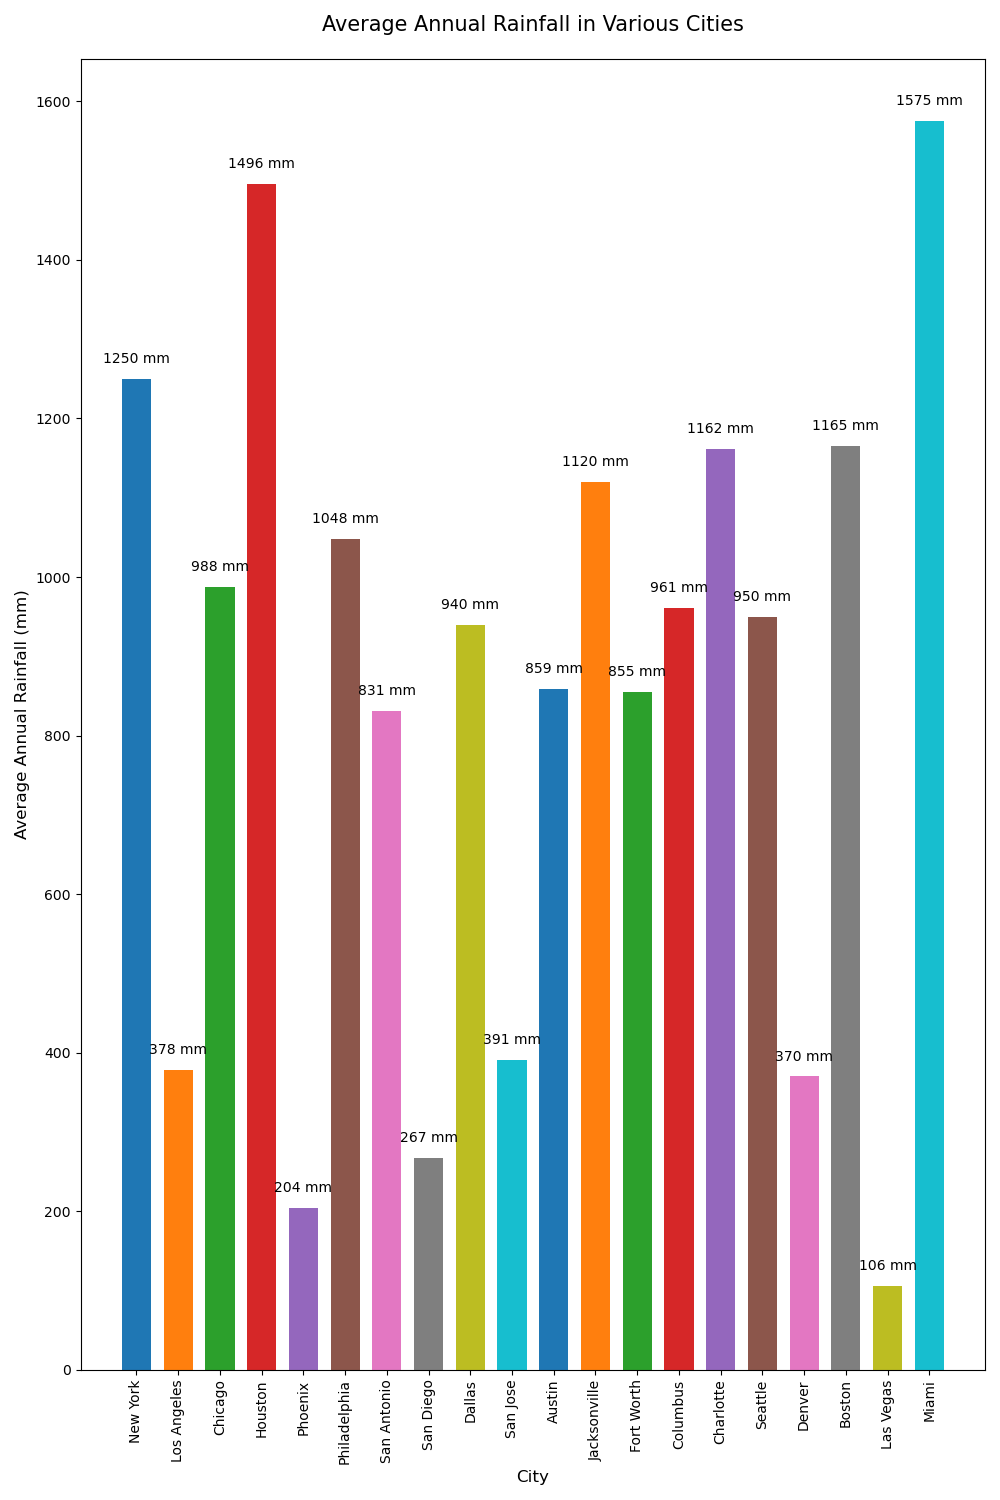 Average Annual Rainfall in Various Cities
Average Annual Rainfall (mm)
1600
1400
1200
1000
800
600
400
200
0
1250 mm
378 mm
988 mm
1496 mm
204 mm
1048 mm
831 mm
267 mm
940 mm
391 mm
859 mm
1120 mm
855 mm
961 mm
1162 mm
950 mm
370 mm
1165 mm
106 mm
1575 mm
New York
Los Angeles
Chicago
Houston
Phoenix
Philadelphia
San Antonio
San Diego
Dallas
San Jose
Austin
Jacksonville
Fort Worth
Columbus
Charlotte
Seattle
Denver
Boston
Las Vegas
Miami
City